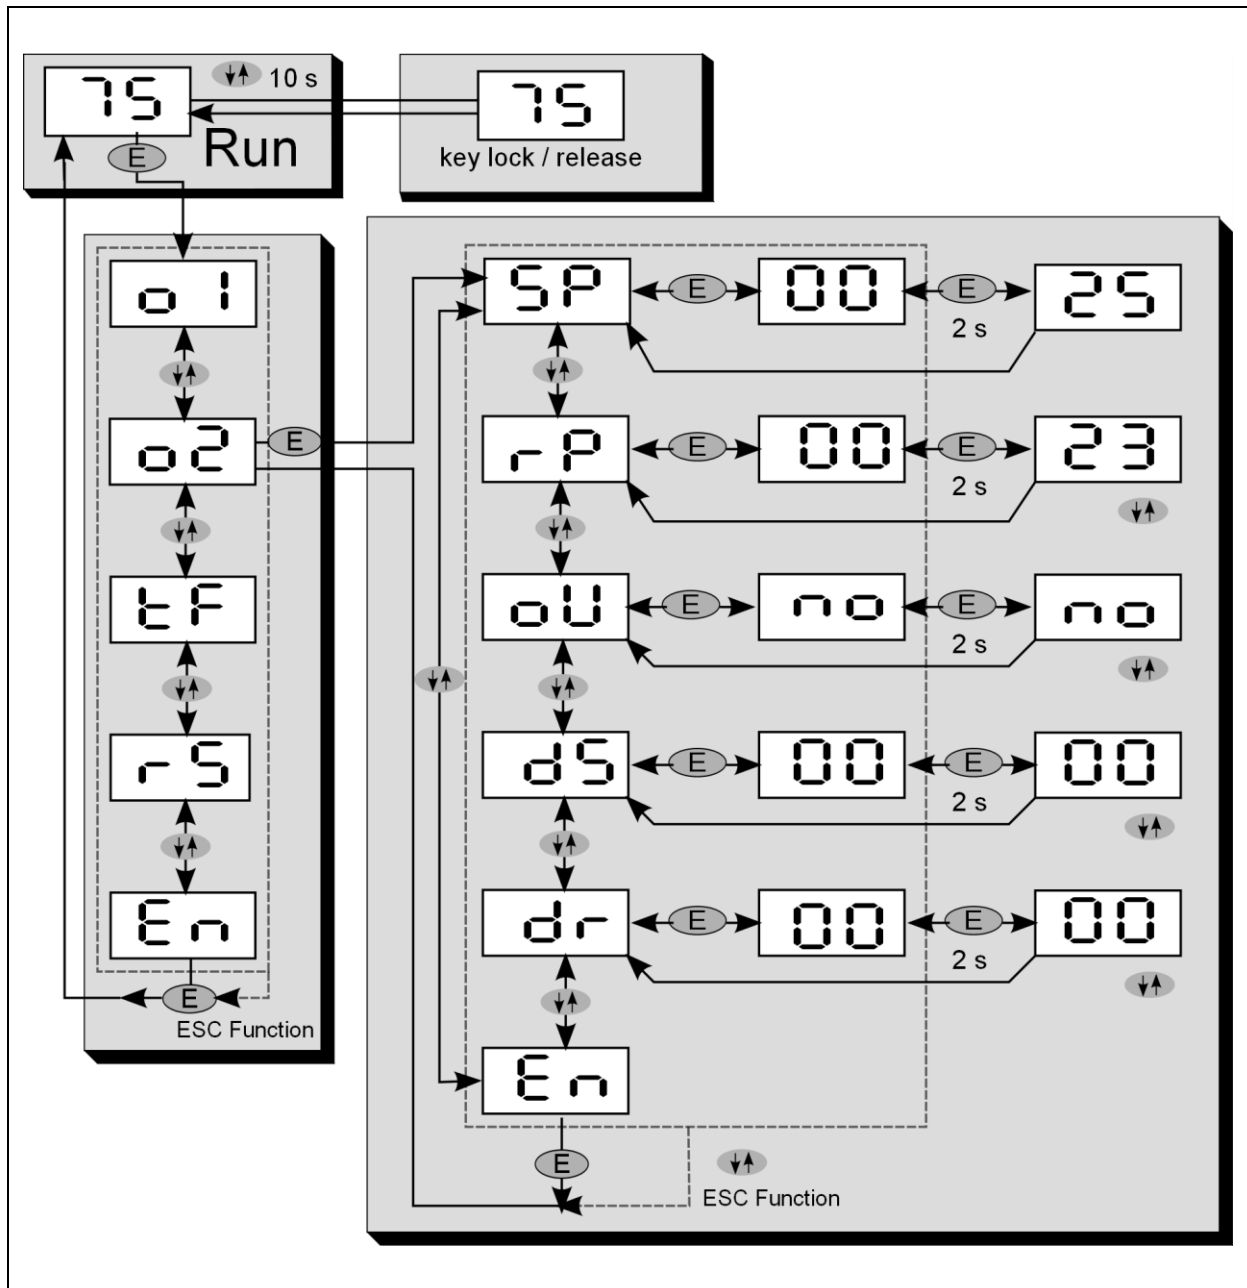 75
↓↑ 10 s
E
Run
75
key lock / release
o1
↓↑
o2
E
↓↑
tF
↓↑
rS
↓↑
En
E
ESC Function
SP
E
00
E
2 s
25
↓↑
rP
E
00
E
2 s
23
↓↑
↓↑
oU
E
no
E
2 s
no
↓↑
↓↑
↓↑
dS
E
00
E
2 s
00
↓↑
↓↑
dr
E
00
E
2 s
00
↓↑
↓↑
En
E
↓↑
ESC Function